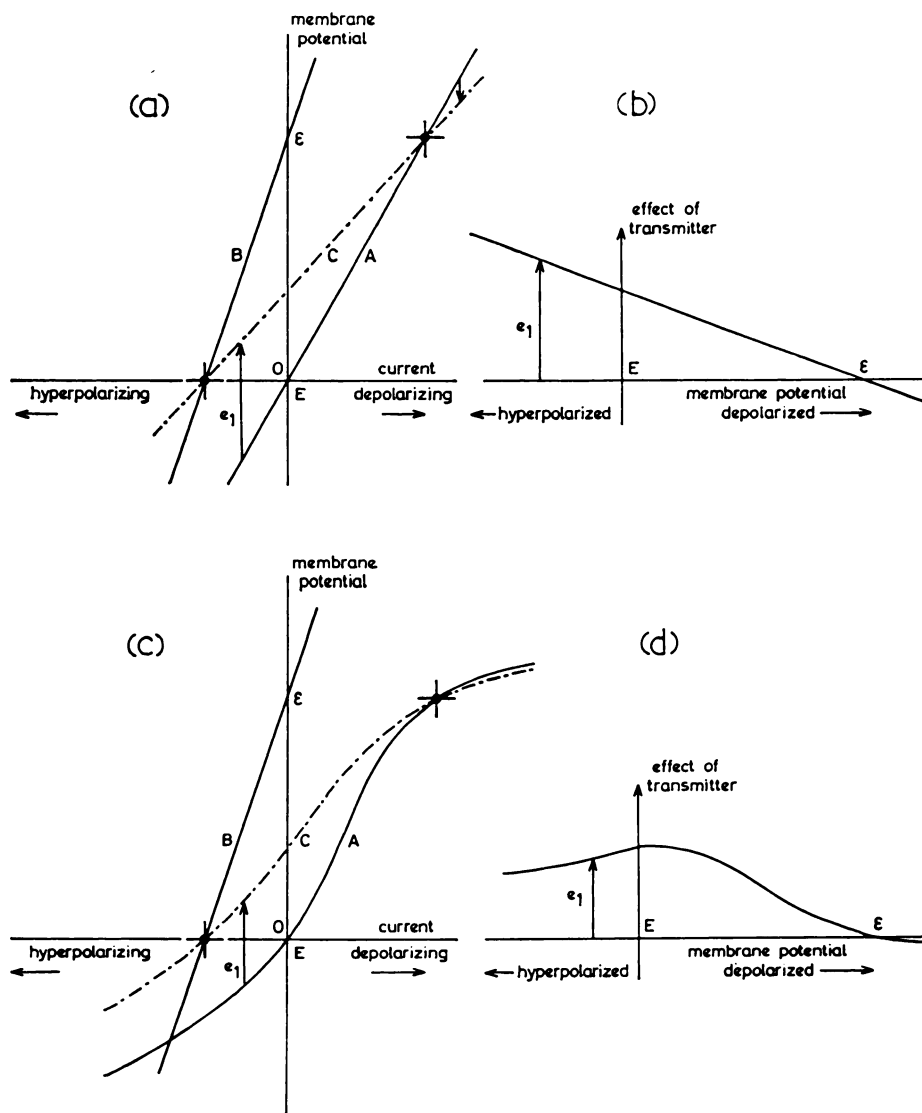 membrane
potential
(a)
ε
B
C
A
O
E
e1
current
hyperpolarizing
depolarizing
(b)
effect of
transmitter
e1
E
ε
membrane potential
hyperpolarized
depolarized
membrane
potential
(c)
ε
B
C
A
O
E
e1
current
hyperpolarizing
depolarizing
(d)
effect of
transmitter
e1
E
ε
membrane potential
hyperpolarized
depolarized